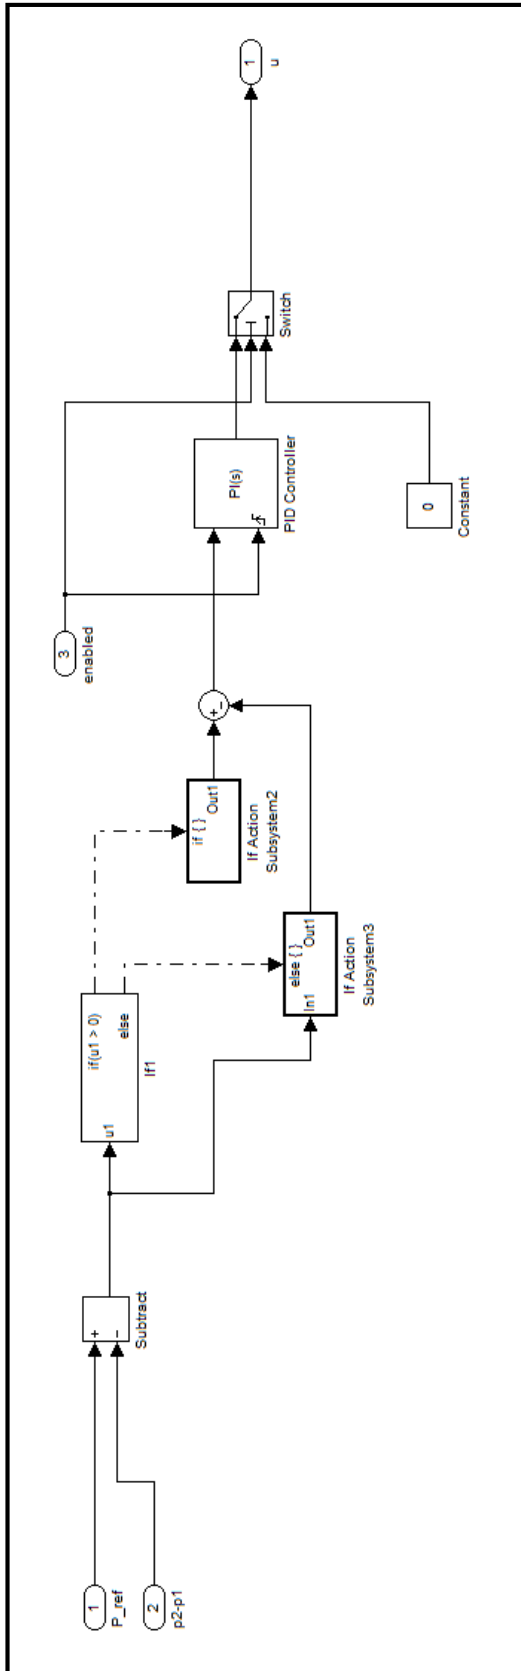 1
P_ref
2
p2-p1
+
−
Subtract
u1
if(u1 > 0)
else
If1
if { }
Out1
If Action
Subsystem2
else { }
In1
Out1
If Action
Subsystem3
+
−
3
enabled
PI(s)
PID Controller
0
Constant
Switch
1
u